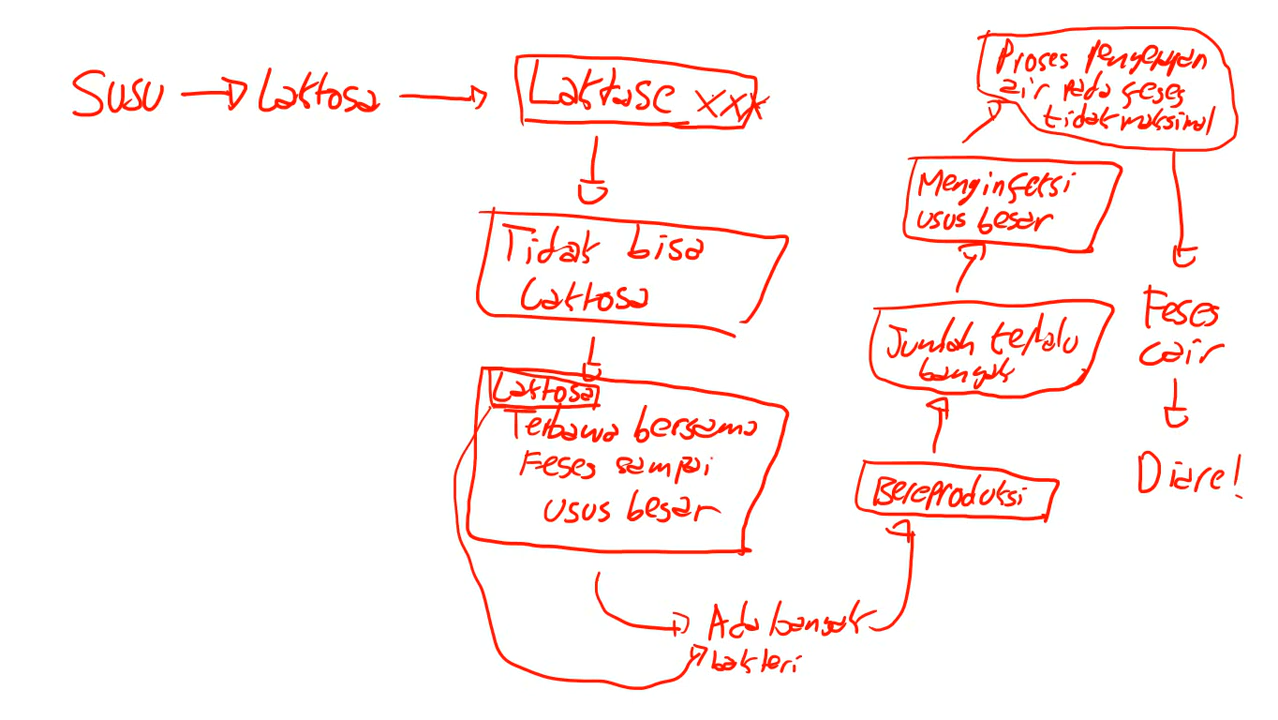 Susu
Laktosa
Laktase xxx
Tidak bisa
Laktosa
Laktosa
Terbawa bersama
Feses sampai
usus besar
Ada banyak
bakteri
Bereproduksi
Jumlah terlalu
banyak
Menginfeksi
usus besar
Proses
air pada feses
tidak maksimal
Feses
cair
Diare!